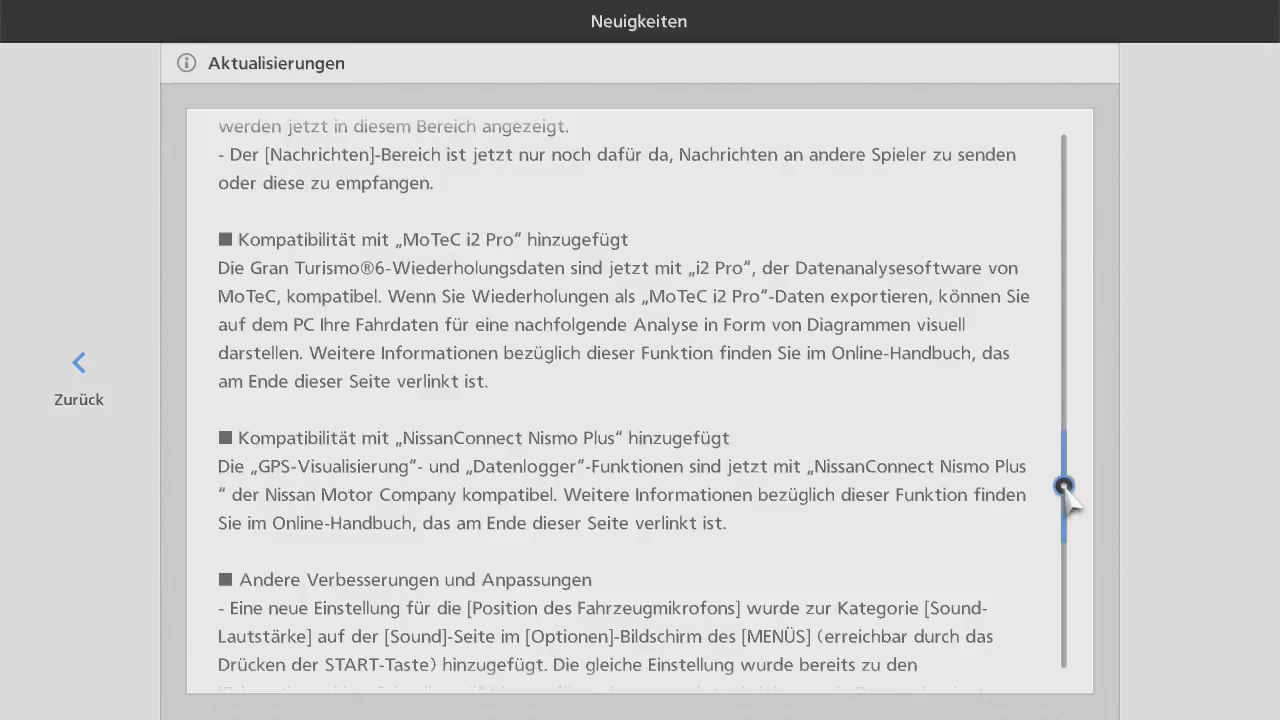 Neuigkeiten
Aktualisierungen
werden jetzt in diesem Bereich angezeigt.
- Der [Nachrichten]-Bereich ist jetzt nur noch dafür da, Nachrichten an andere Spieler zu senden
oder diese zu empfangen.
■ Kompatibilität mit „MoTeC i2 Pro“ hinzugefügt
Die Gran Turismo®6-Wiederholungsdaten sind jetzt mit „i2 Pro“, der Datenanalysesoftware von
MoTeC, kompatibel. Wenn Sie Wiederholungen als „MoTeC i2 Pro“-Daten exportieren, können Sie
auf dem PC Ihre Fahrdaten für eine nachfolgende Analyse in Form von Diagrammen visuell
darstellen. Weitere Informationen bezüglich dieser Funktion finden Sie im Online-Handbuch, das
am Ende dieser Seite verlinkt ist.
Zurück
■ Kompatibilität mit „NissanConnect Nismo Plus“ hinzugefügt
Die „GPS-Visualisierung“- und „Datenlogger“-Funktionen sind jetzt mit „NissanConnect Nismo Plus
“ der Nissan Motor Company kompatibel. Weitere Informationen bezüglich dieser Funktion finden
Sie im Online-Handbuch, das am Ende dieser Seite verlinkt ist.
■ Andere Verbesserungen und Anpassungen
- Eine neue Einstellung für die [Position des Fahrzeugmikrofons] wurde zur Kategorie [Sound-
Lautstärke] auf der [Sound]-Seite im [Optionen]-Bildschirm des [MENÜS] (erreichbar durch das
Drücken der START-Taste) hinzugefügt. Die gleiche Einstellung wurde bereits zu den